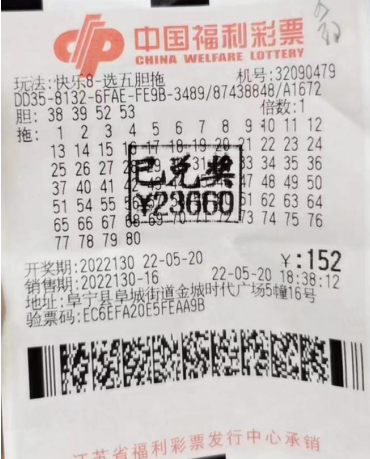 中国福利彩票
CHINA WELFARE LOTTERY
玩法:快乐8-选五胆拖 机号:32090479
DD35-8132-6FAE-FE9B-3489/87438848/A1672
胆: 38 39 52 53 倍数:1
拖: 1 2 3 4 5 6 7 8 9 10 11 12
13 14 15 16 17 18 19 20 21 22 23 24
25 26 27 33 34 35 36
37 40 41 47 48 49 50
51 54 55 61 62 63 64
65 66 67 73 74 75 76
77 78 79 80
已兑奖
¥23660
开奖期:2022130 22-05-20 ¥:152
销售期:2022130-16 22-05-20 18:38:12
地址:阜宁县阜城街道金城时代广场5幢16号
验票码:EC6EFA20E5FEAA9B
江苏省福利彩票发行中心承销